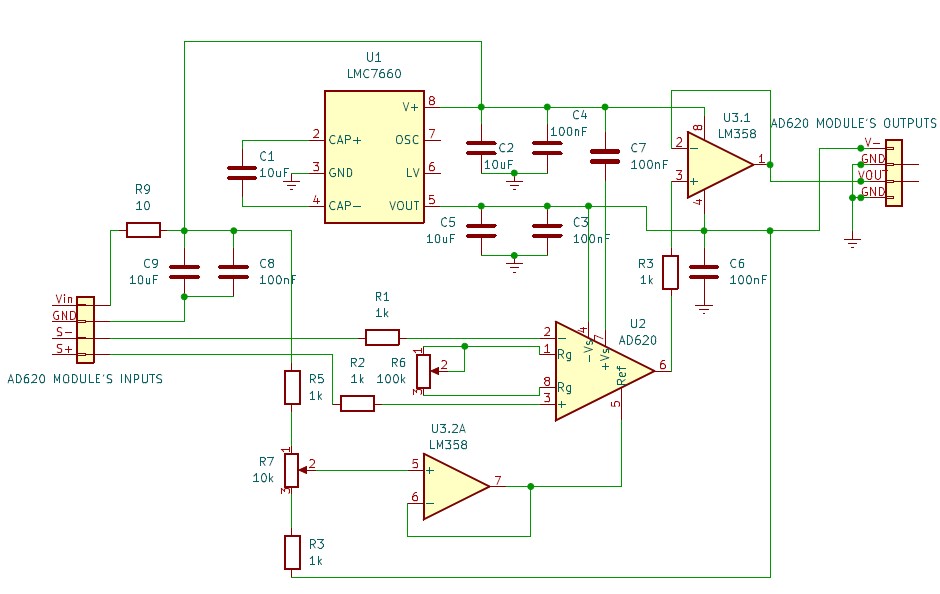 U1
LMC7660
V+ 8
2 CAP+
OSC 7
3 GND
LV 6
4 CAP-
VOUT 5
C1
10uF
C2
10uF
C4
100nF
C7
100nF
C5
10uF
C3
100nF
U3.1
LM358
8
2 -
3 +
1
4
AD620 MODULE'S OUTPUTS
V-
GND
VOUT
GND
R9
10
C9
10uF
C8
100nF
R3
1k
C6
100nF
Vin
GND
S-
S+
AD620 MODULE'S INPUTS
R1
1k
R2
1k
R6
100k
1
2
3
U2
AD620
2 -
1 Rg
8 Rg
3 +
4
-Vs
7
+Vs
Ref
5
6
R5
1k
R7
10k
1
2
3
U3.2A
LM358
5 +
6 -
7
R3
1k